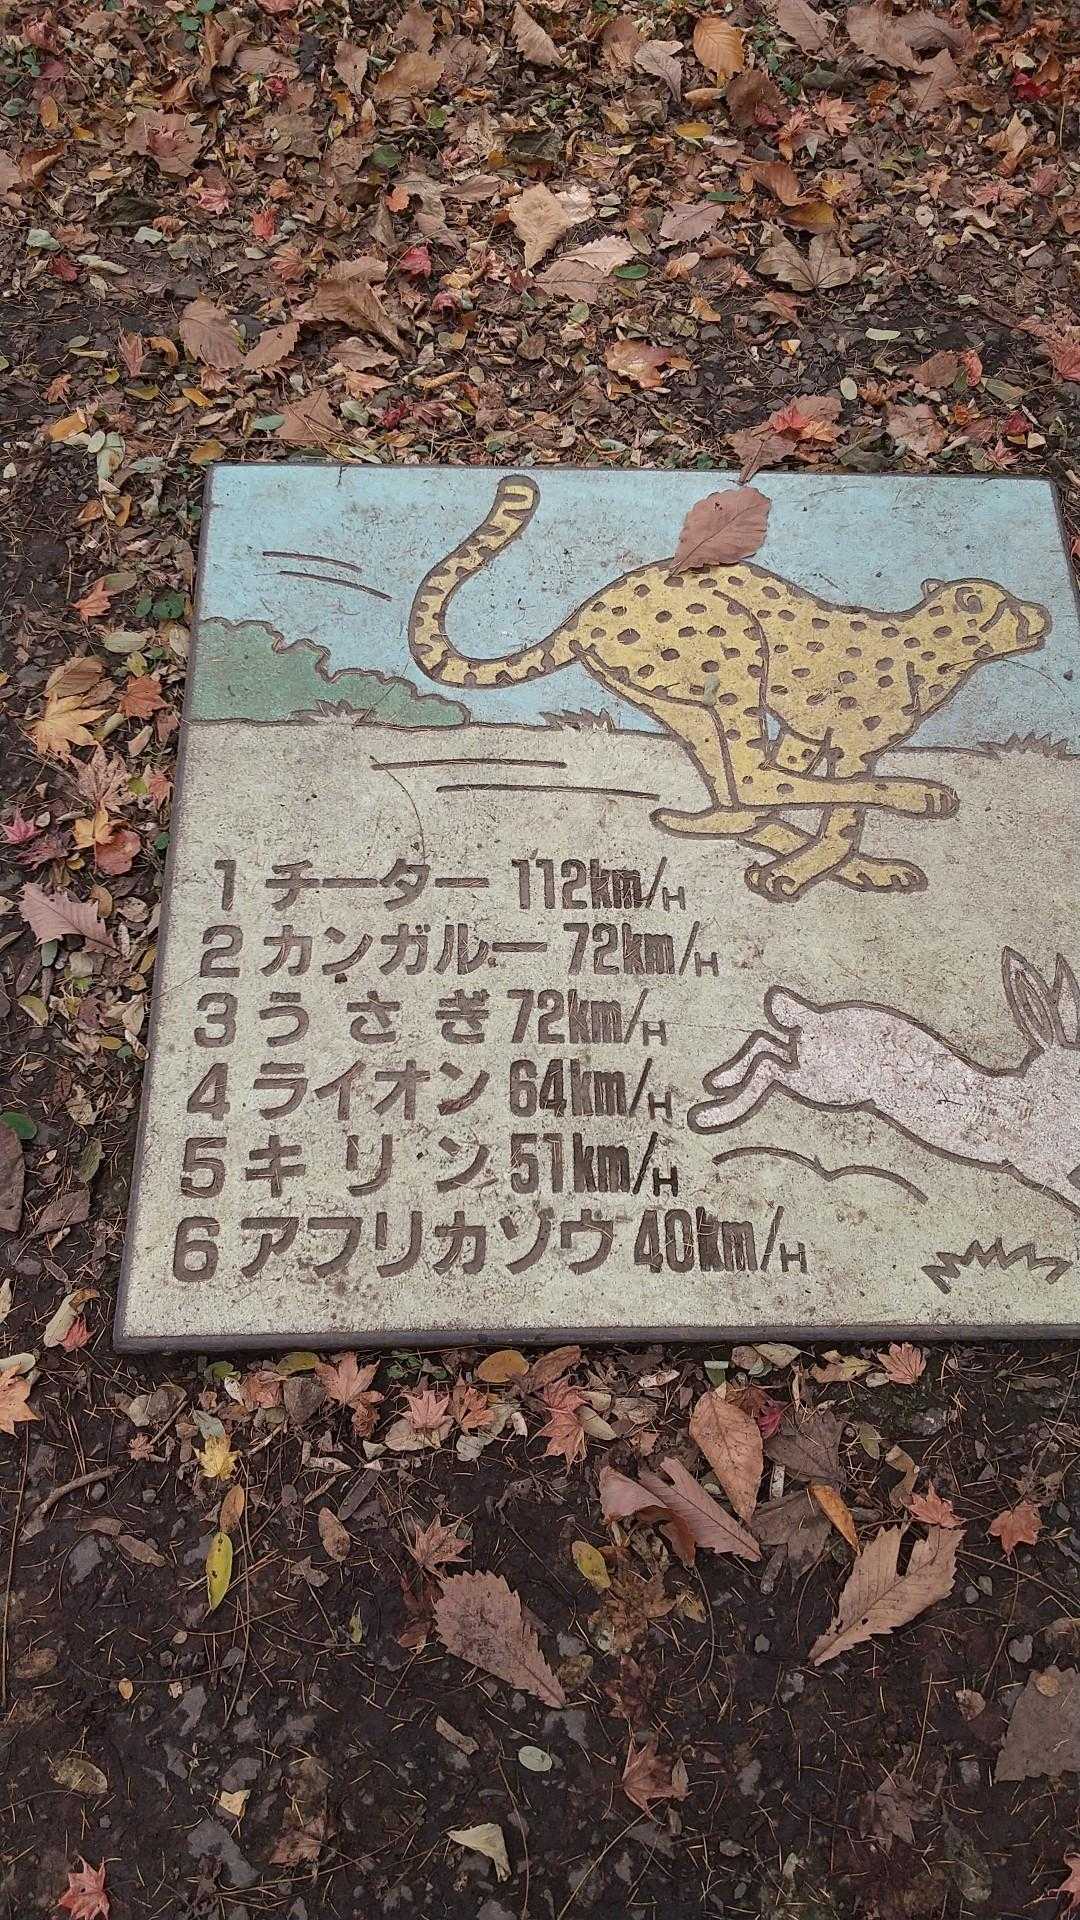 1 チーター 112km/H
2 カンガルー 72km/H
3 うさぎ 72km/H
4 ライオン 64km/H
5 キリン 51km/H
6 アフリカゾウ 40km/H